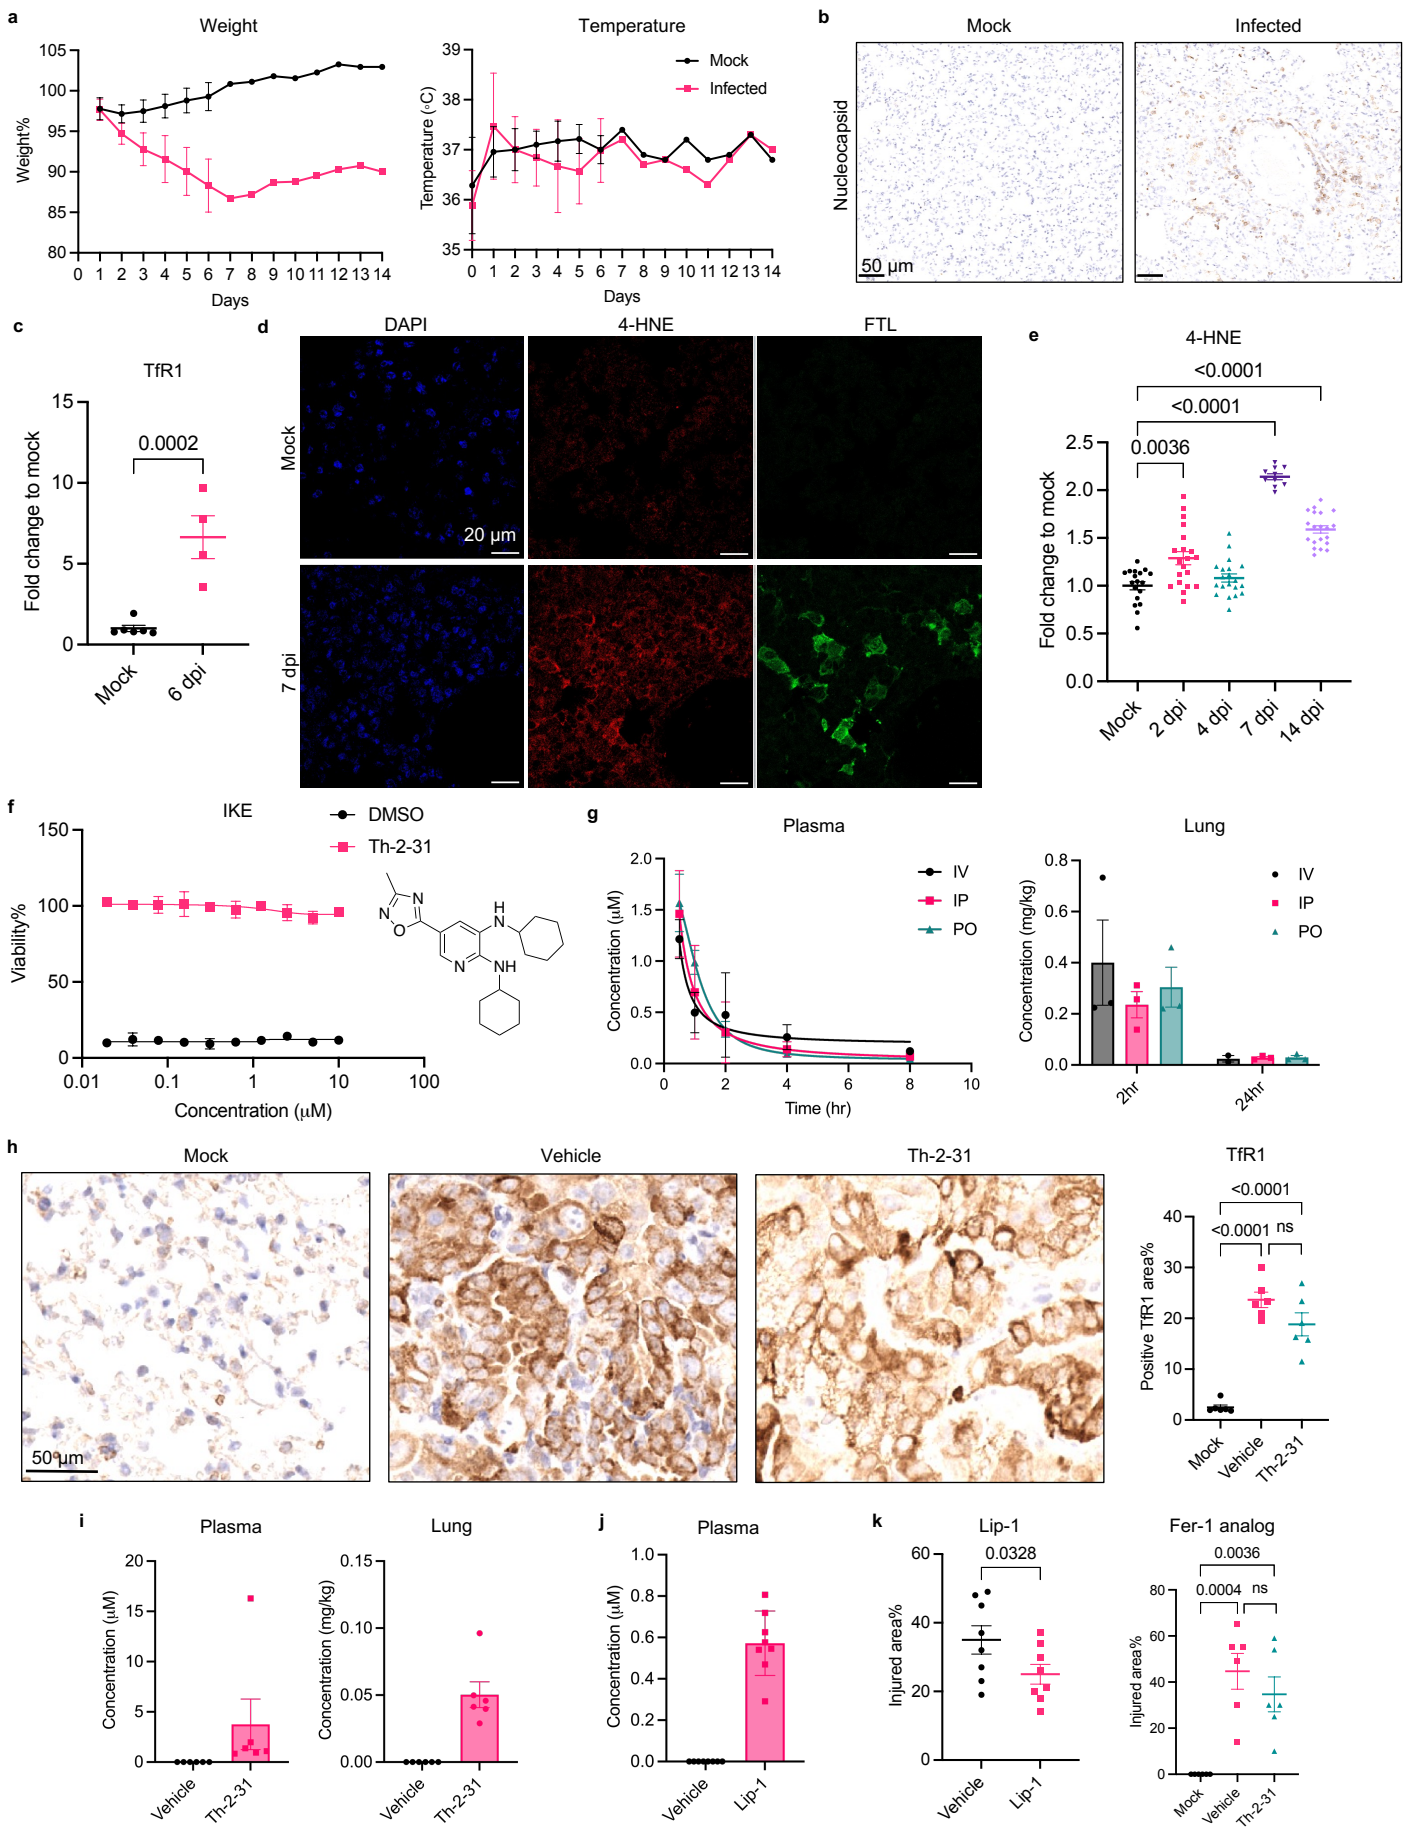 a
Weight
Weight%
105
100
95
90
85
80
0 1 2 3 4 5 6 7 8 9 10 11 12 13 14
Days
Temperature
Temperature (°C)
39
38
37
36
35
0 1 2 3 4 5 6 7 8 9 10 11 12 13 14
Days
Mock
Infected
b
Mock
Infected
Nucleocapsid
50 µm
c
TfR1
Fold change to mock
15
10
5
0
0.0002
Mock
6 dpi
d
DAPI
4-HNE
FTL
Mock
20 µm
7 dpi
e
4-HNE
<0.0001
<0.0001
0.0036
Fold change to mock
2.5
2.0
1.5
1.0
0.5
0.0
Mock
2 dpi
4 dpi
7 dpi
14 dpi
f
IKE
DMSO
Th-2-31
Viability%
150
100
50
0
0.01 0.1 1 10 100
Concentration (µM)
N
N
O
N
H
N
NH
g
Plasma
Concentration (µM)
2.0
1.5
1.0
0.5
0.0
0 2 4 6 8 10
Time (hr)
IV
IP
PO
Lung
Concentration (mg/kg)
0.8
0.6
0.4
0.2
0.0
2hr
24hr
IV
IP
PO
h
Mock
Vehicle
Th-2-31
50 µm
TfR1
<0.0001
<0.0001 ns
Positive TfR1 area%
40
30
20
10
0
Mock
Vehicle
Th-2-31
i
Plasma
Concentration (µM)
20
15
10
5
0
Vehicle
Th-2-31
Lung
Concentration (mg/kg)
0.15
0.10
0.05
0.00
Vehicle
Th-2-31
j
Plasma
Concentration (µM)
1.0
0.8
0.6
0.4
0.2
0.0
Vehicle
Lip-1
k
Lip-1
0.0328
Injured area%
60
40
20
0
Vehicle
Lip-1
Fer-1 analog
0.0036
0.0004 ns
Injured area%
80
60
40
20
0
Mock
Vehicle
Th-2-31